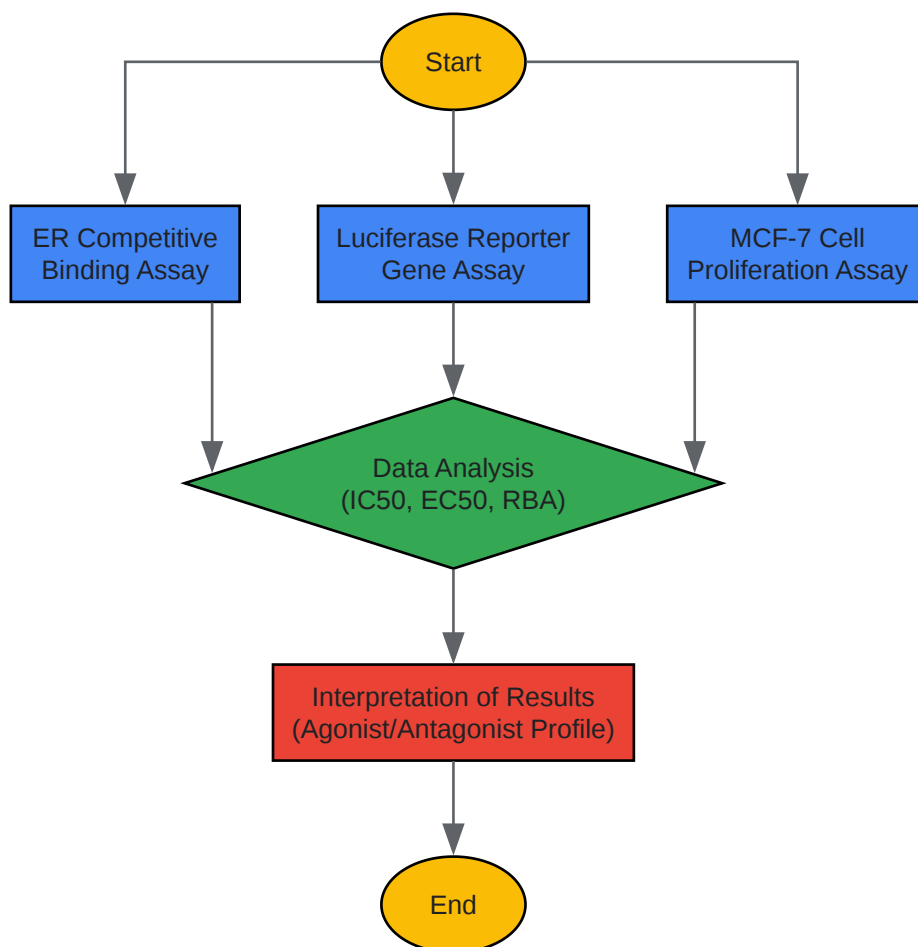 Start
ER Competitive
Binding Assay
Luciferase Reporter
Gene Assay
MCF-7 Cell
Proliferation Assay
Data Analysis
(IC50, EC50, RBA)
Interpretation of Results
(Agonist/Antagonist Profile)
End